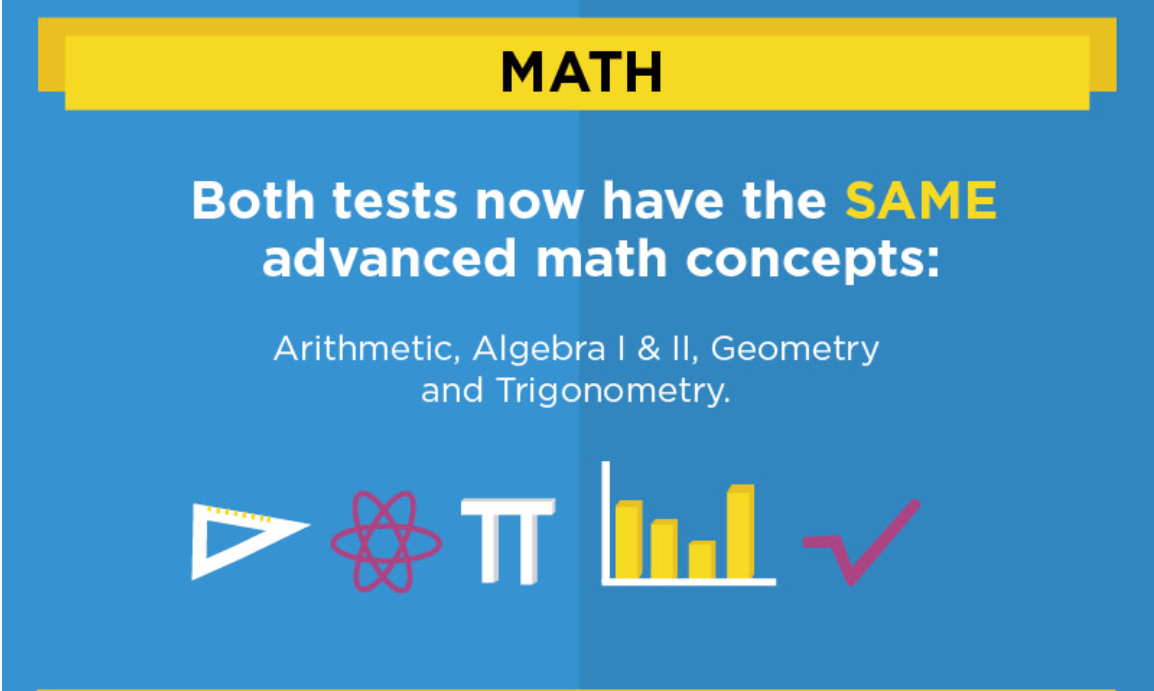 MATH
Both tests now have the SAME
advanced math concepts:
Arithmetic, Algebra I & II, Geometry
and Trigonometry.